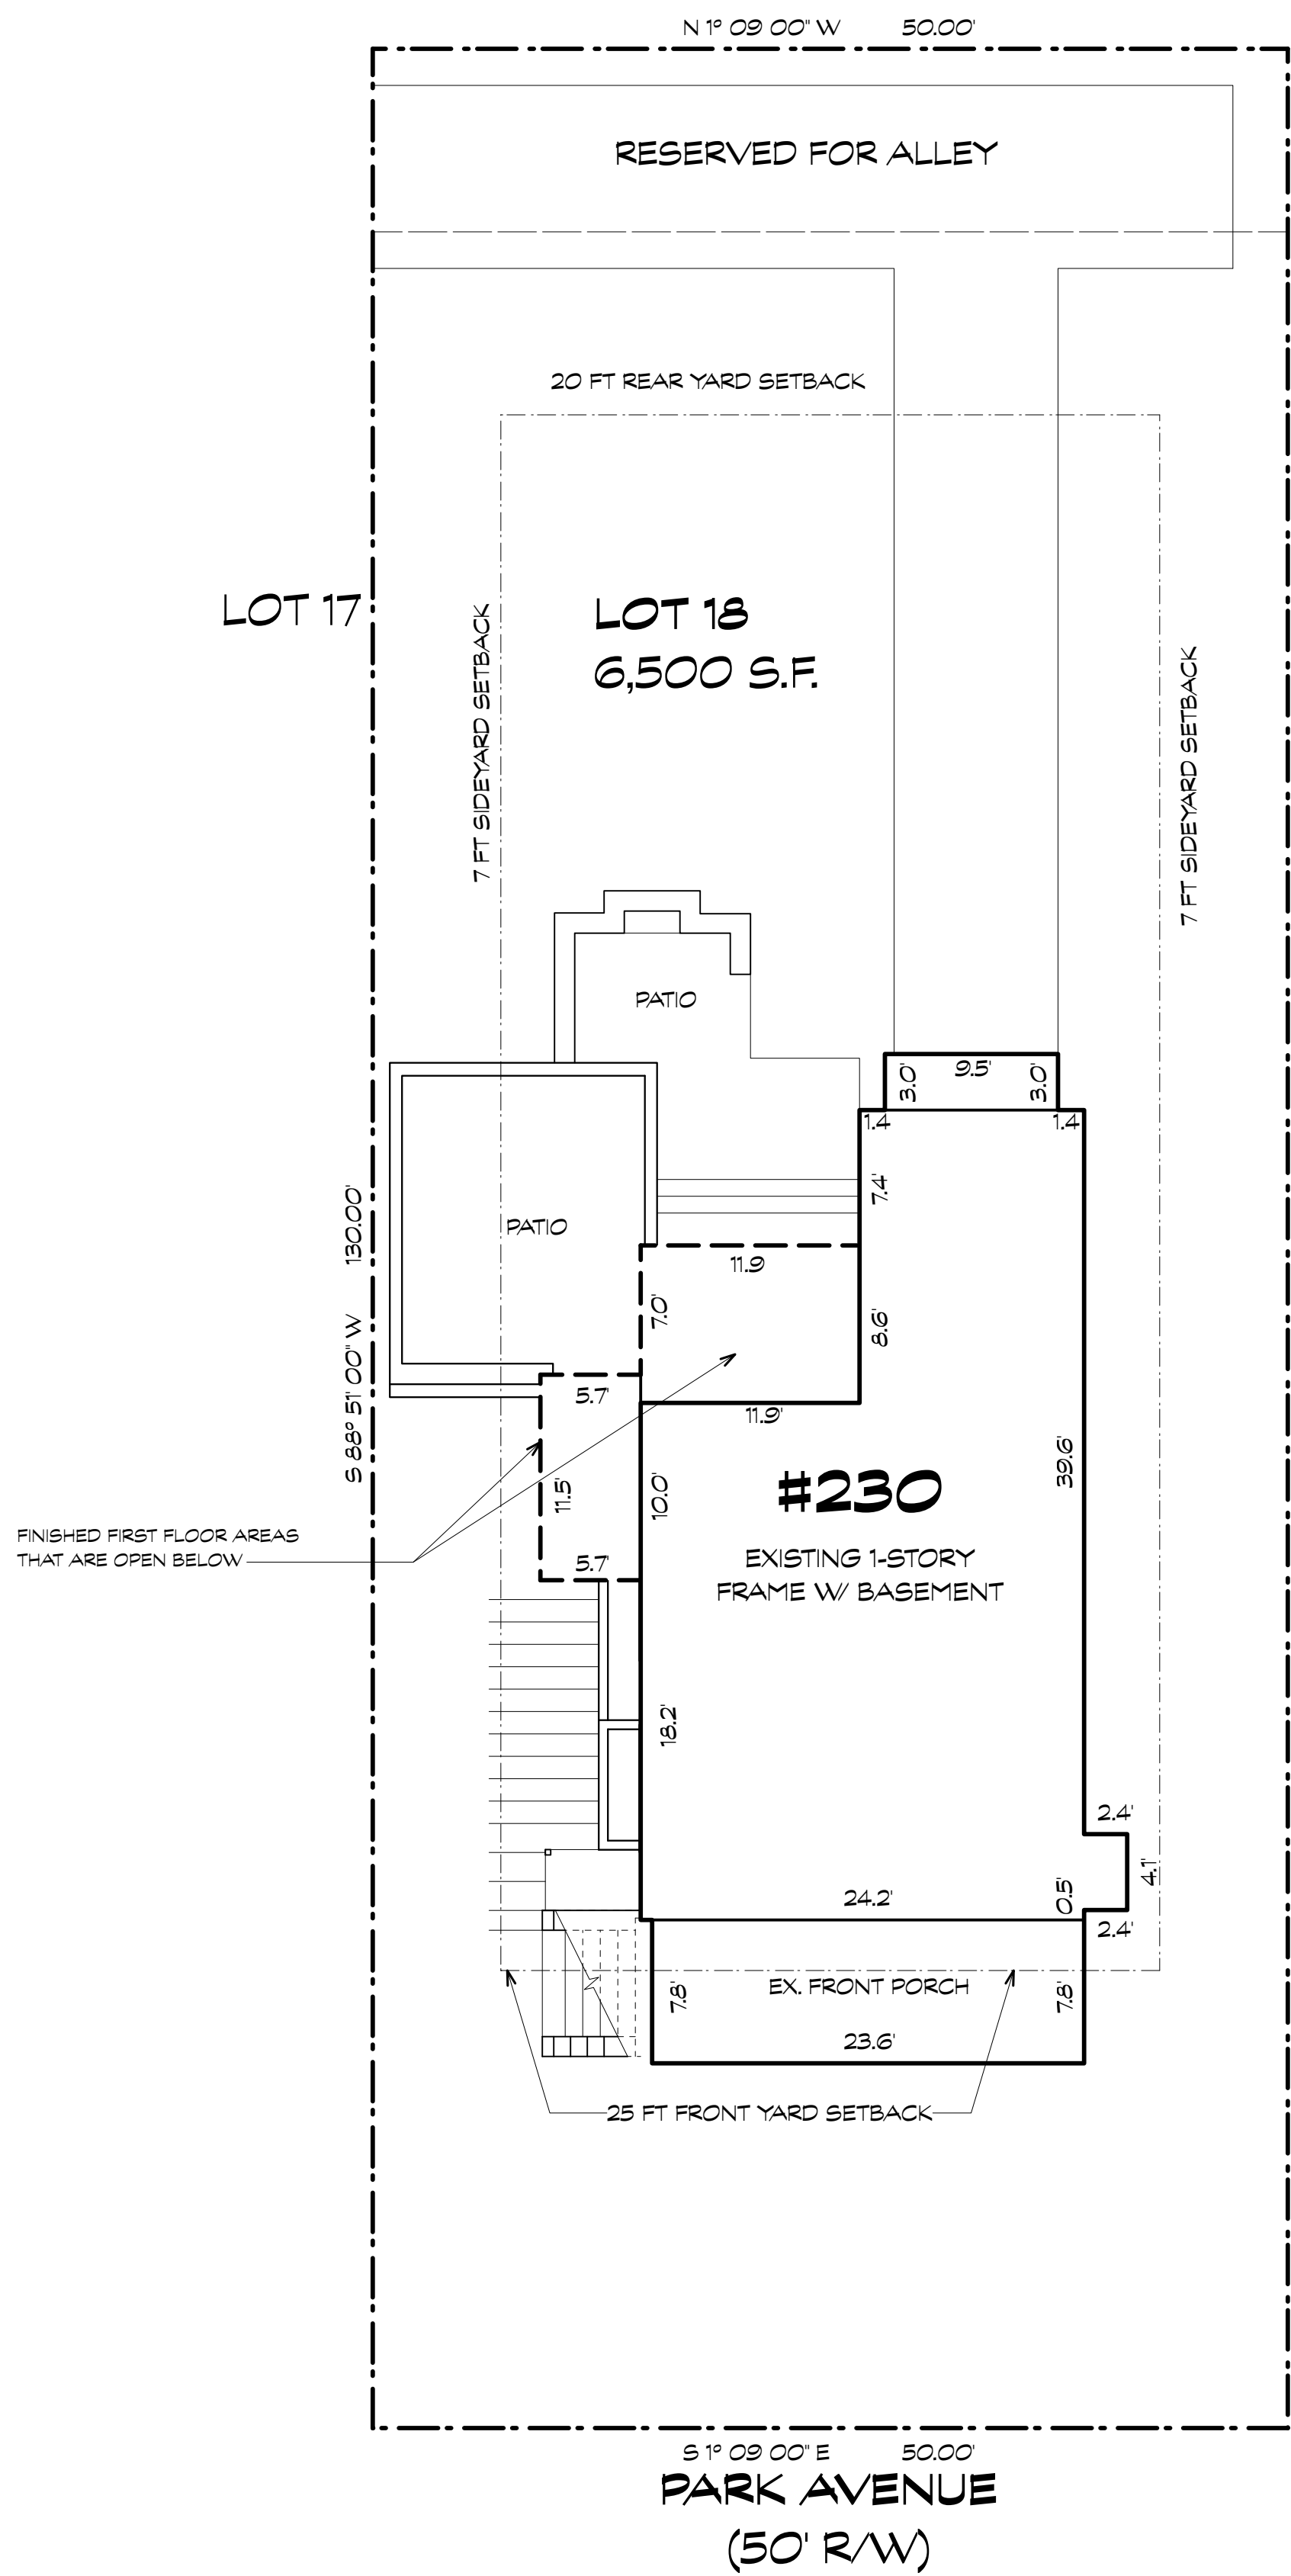 N 1° 09 00" W 50.00'
RESERVED FOR ALLEY
20 FT REAR YARD SETBACK
LOT 17
LOT 18
6,500 S.F.
7 FT SIDEYARD SETBACK
7 FT SIDEYARD SETBACK
PATIO
3.0'
9.5'
3.0'
1.4
1.4
7.4'
PATIO
S 88° 51' 00" W 130.00'
11.9
7.0'
8.6'
5.7'
11.9'
39.6'
11.5'
10.0'
#230
FINISHED FIRST FLOOR AREAS
THAT ARE OPEN BELOW
5.7'
EXISTING 1-STORY
FRAME W/ BASEMENT
18.2'
2.4'
4.1'
24.2'
0.5'
2.4'
7.8'
EX. FRONT PORCH
7.8'
23.6'
25 FT FRONT YARD SETBACK
S 1° 09 00" E 50.00'
PARK AVENUE
(50' R/W)